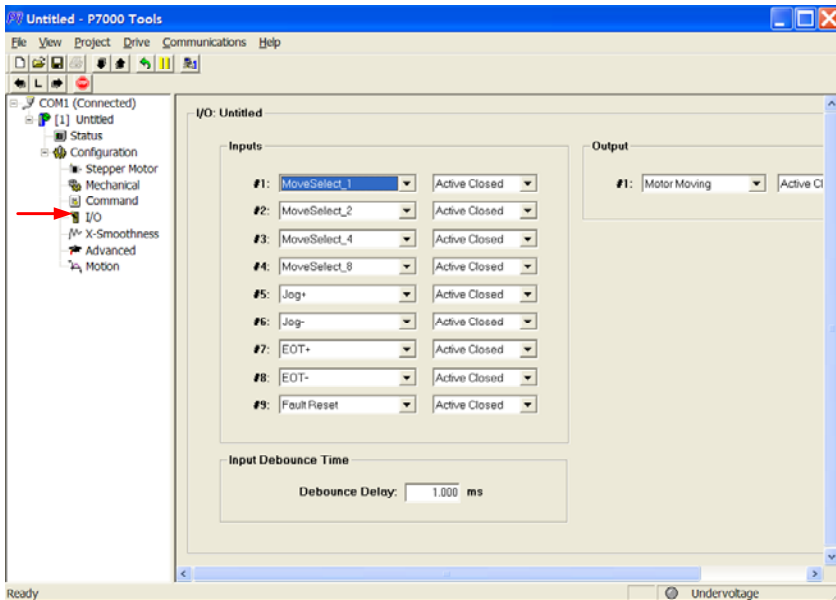 Untitled - P7000 Tools
File View Project Drive Communications Help
L
COM1 (Connected)
[1] Untitled
Status
Configuration
Stepper Motor
Mechanical
Command
I/O
X-Smoothness
Advanced
Motion
I/O: Untitled
Inputs
#1: MoveSelect_1 Active Closed
#2: MoveSelect_2 Active Closed
#3: MoveSelect_4 Active Closed
#4: MoveSelect_8 Active Closed
#5: Jog+ Active Closed
#6: Jog- Active Closed
#7: EOT+ Active Closed
#8: EOT- Active Closed
#9: Fault Reset Active Closed
Output
#1: Motor Moving Active Cl
Input Debounce Time
Debounce Delay: 1.000 ms
Ready Undervoltage